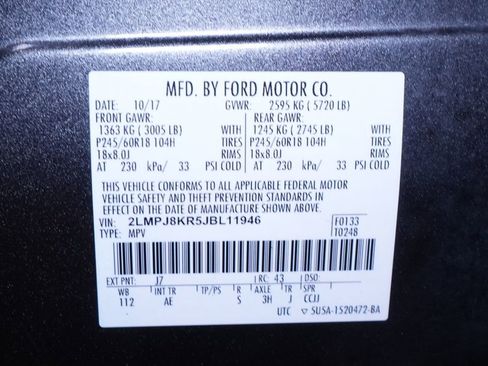 MFD. BY FORD MOTOR CO.
DATE: 10/17 GVWR: 2595 KG ( 5720 LB)
FRONT GAWR: REAR GAWR:
1363 KG ( 3005 LB) WITH 1245 KG ( 2745 LB) WITH
P245/60R18 104H TIRES P245/60R18 104H TIRES
18x8.0J RIMS 18x8.0J RIMS
AT 230 kPa/ 33 PSI COLD AT 230 kPa/ 33 PSI COLD
THIS VEHICLE CONFORMS TO ALL APPLICABLE FEDERAL MOTOR
VEHICLE SAFETY AND THEFT PREVENTION STANDARDS IN
EFFECT ON THE DATE OF MANUFACTURE SHOWN ABOVE.
VIN: 2LMPJ8KR5JBL11946 F0133
TYPE: MPV T0248
EXT PNT: J7 RC: 43 DSO:
WB INT TR TP/PS R AXLE TR SPR
112 AE S 3H J CCJJ
UTC ▽ 5U5A-1520472-BA